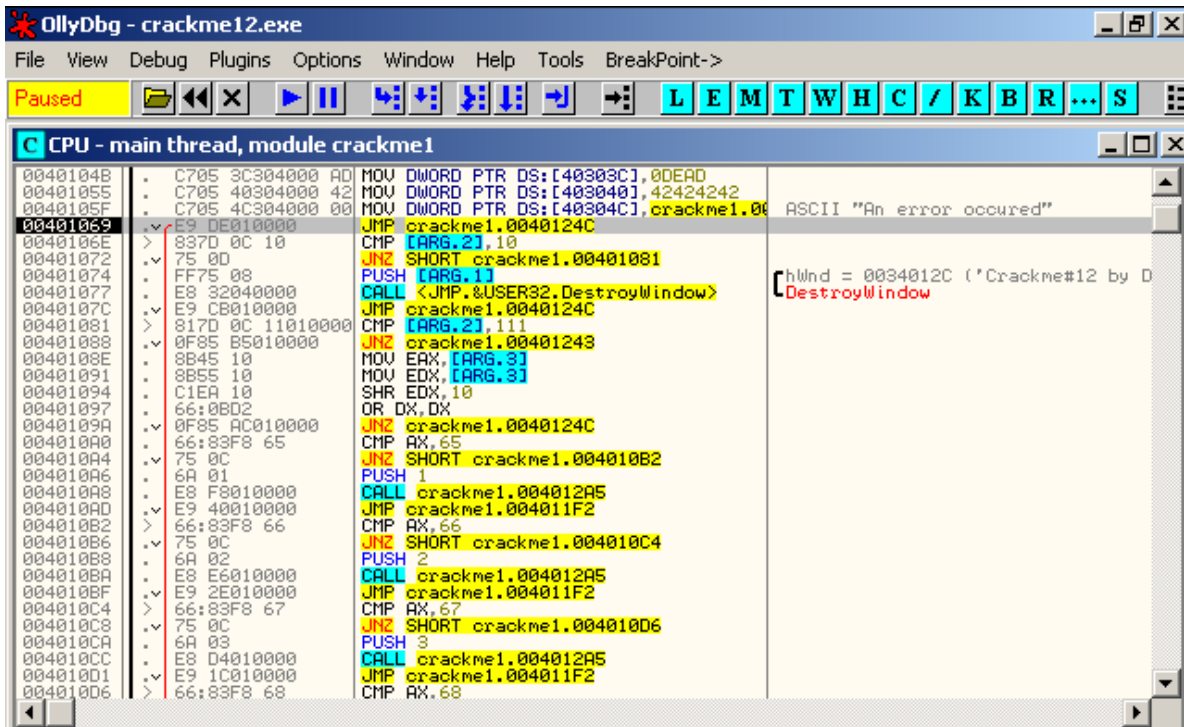 OllyDbg - crackme12.exe
File View Debug Plugins Options Window Help Tools BreakPoint->
Paused L E M T W H C / K B R ... S
C CPU - main thread, module crackme1
0040104B . C705 3C304000 AD MOV DWORD PTR DS:[40303C],0DEAD
00401055 . C705 40304000 42 MOV DWORD PTR DS:[403040],42424242
0040105F . C705 4C304000 00 MOV DWORD PTR DS:[40304C],crackme1.00 ASCII "An error occured"
00401069 .v E9 DE010000 JMP crackme1.0040124C
0040106E > 837D 0C 10 CMP [ARG.2],10
00401072 .v 75 0D JNZ SHORT crackme1.00401081
00401074 . FF75 08 PUSH [ARG.1] hWnd = 0034012C ('Crackme#12 by D
00401077 . E8 32040000 CALL <JMP.&USER32.DestroyWindow> DestroyWindow
0040107C .v E9 CB010000 JMP crackme1.0040124C
00401081 > 817D 0C 11010000 CMP [ARG.2],111
00401088 .v 0F85 B5010000 JNZ crackme1.00401243
0040108E . 8B45 10 MOV EAX,[ARG.3]
00401091 . 8B55 10 MOV EDX,[ARG.3]
00401094 . C1EA 10 SHR EDX,10
00401097 . 66:0BD2 OR DX,DX
0040109A .v 0F85 AC010000 JNZ crackme1.0040124C
004010A0 . 66:83F8 65 CMP AX,65
004010A4 .v 75 0C JNZ SHORT crackme1.004010B2
004010A6 . 6A 01 PUSH 1
004010A8 . E8 F8010000 CALL crackme1.004012A5
004010AD .v E9 40010000 JMP crackme1.004011F2
004010B2 > 66:83F8 66 CMP AX,66
004010B6 .v 75 0C JNZ SHORT crackme1.004010C4
004010B8 . 6A 02 PUSH 2
004010BA . E8 E6010000 CALL crackme1.004012A5
004010BF .v E9 2E010000 JMP crackme1.004011F2
004010C4 > 66:83F8 67 CMP AX,67
004010C8 .v 75 0C JNZ SHORT crackme1.004010D6
004010CA . 6A 03 PUSH 3
004010CC . E8 D4010000 CALL crackme1.004012A5
004010D1 .v E9 1C010000 JMP crackme1.004011F2
004010D6 > 66:83F8 68 CMP AX,68